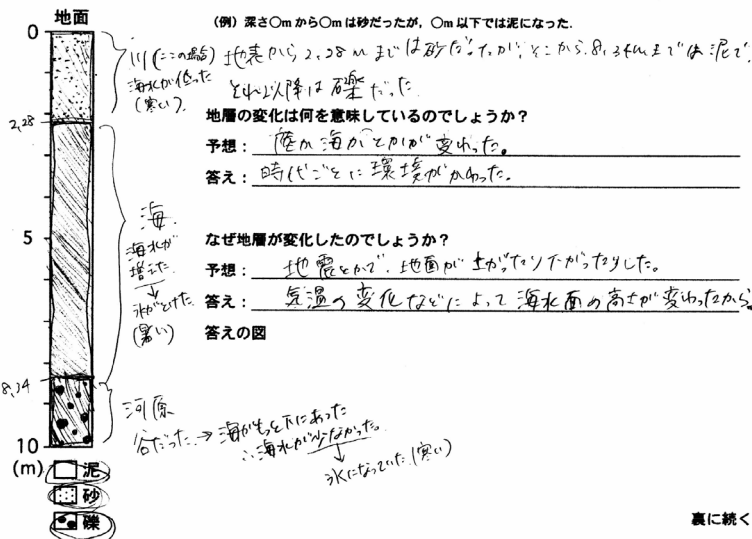 地面
(例) 深さ○mから○mは砂だったが, ○m以下では泥になった.
0
川(ここの場合) 地表から2,28mまでは砂だったが, そこから8,34mまでは泥で,
海水が低った
(寒い). それ以降は礫だった.
地層の変化は何を意味しているのでしょうか?
2,28
予想: 陸か海かとかが変わった。
答え: 時代ごとに環境がかわった。
海.
海水が
増えた
↓
氷がとけた
(暑い)
5
なぜ地層が変化したのでしょうか?
予想: 地震とかで, 地面が上がったり下がったりした。
答え: 気温の変化などによって海水面の高さが変わったから。
答えの図
8,34
河原
谷だった → 海がもっと下にあった
∴海水が少なかった。
↓
氷になっていた(寒い)
10
(m)
泥
砂
礫
裏に続く